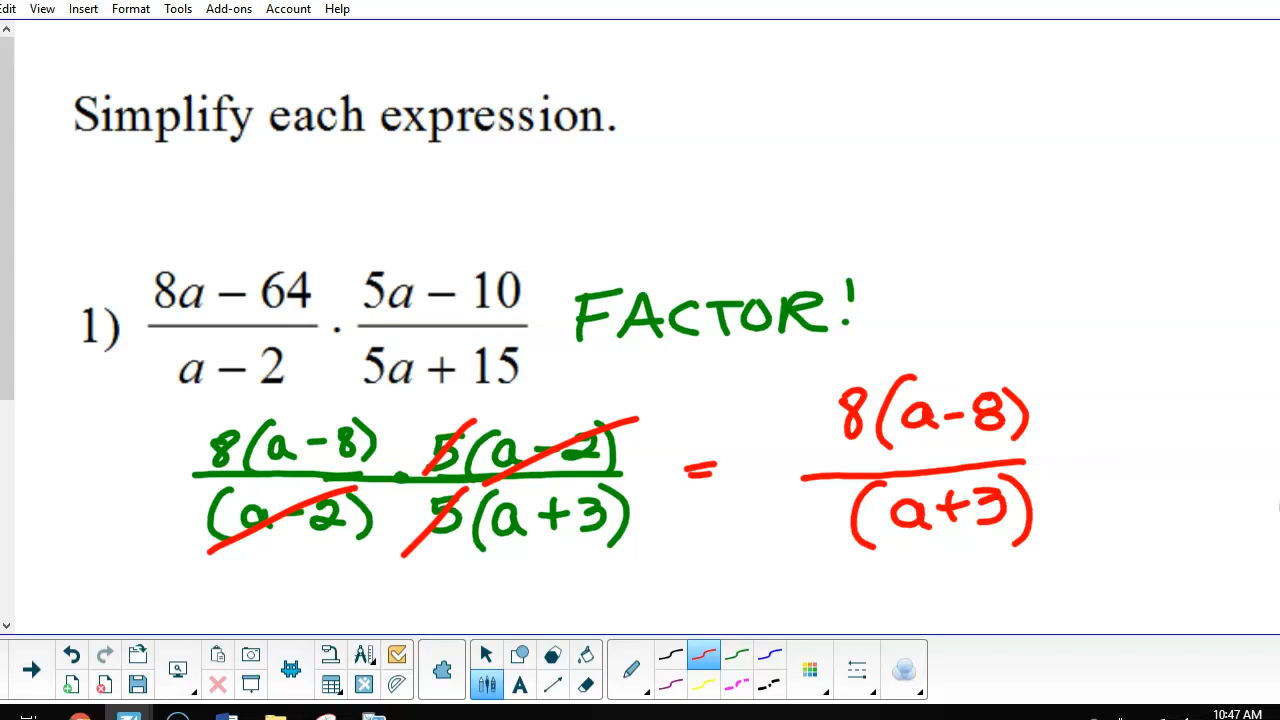 Edit View Insert Format Tools Add-ons Account Help
Simplify each expression.
1) 8a − 64 / a − 2 · 5a − 10 / 5a + 15 FACTOR!
8(a-8) / (a-2) · 5(a-2) / 5(a+3) = 8(a-8) / (a+3)
10:47 AM